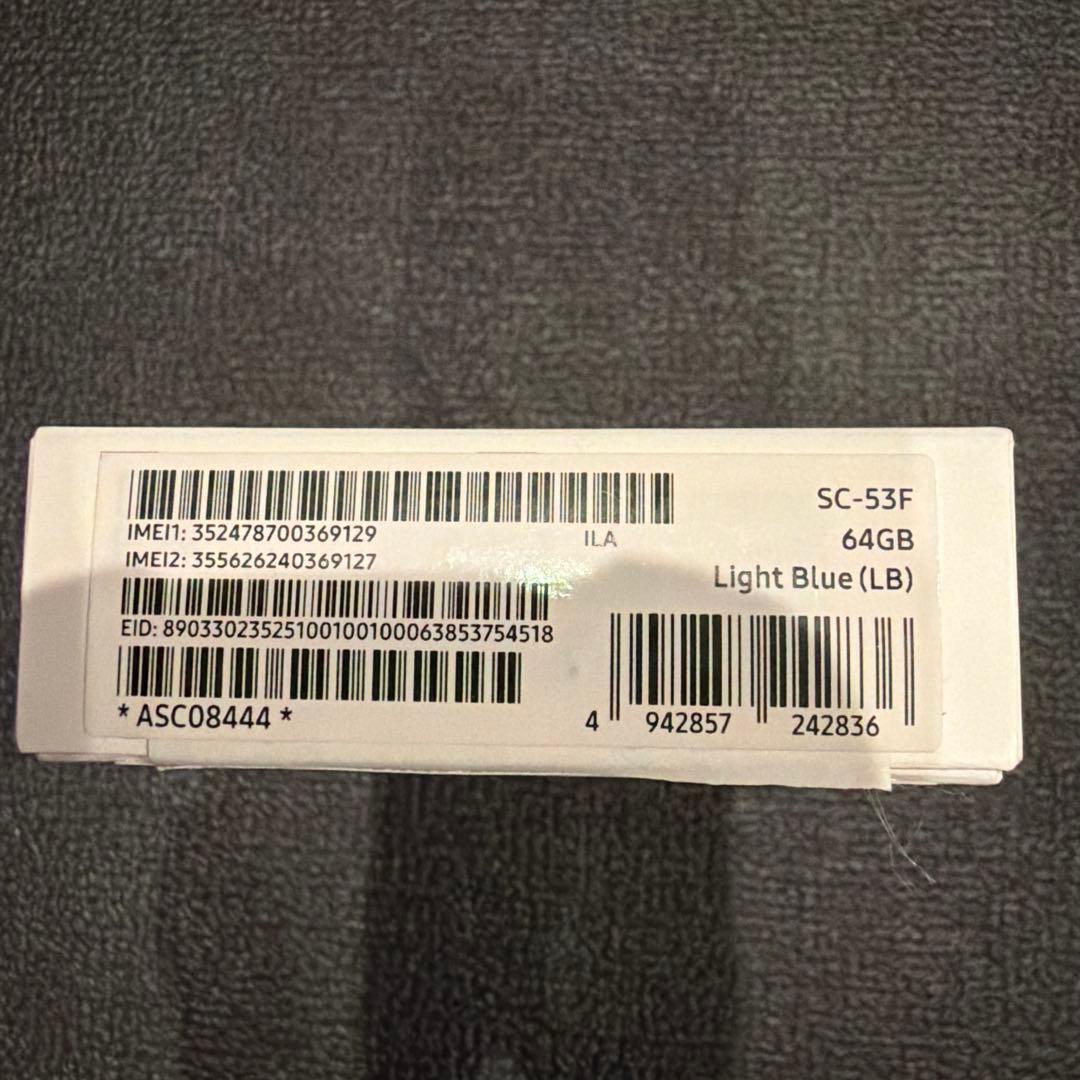 IMEI1: 352478700369129
ILA
IMEI2: 355626240369127
EID: 89033023525100100100063853754518
* ASC08444 *
SC-53F
64GB
Light Blue (LB)
4 942857 242836